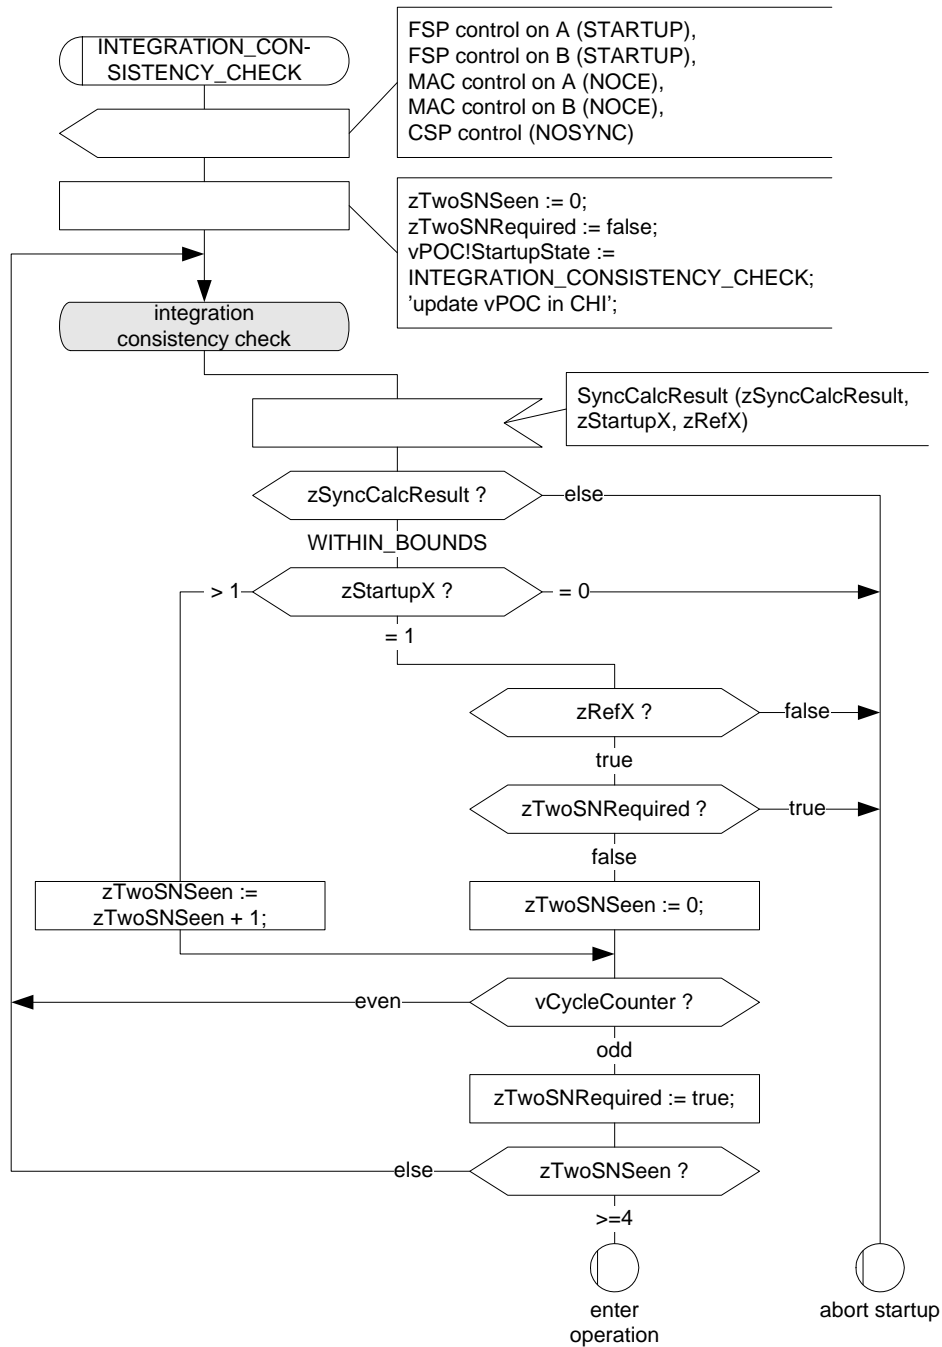 INTEGRATION_CON-
SISTENCY_CHECK
FSP control on A (STARTUP),
FSP control on B (STARTUP),
MAC control on A (NOCE),
MAC control on B (NOCE),
CSP control (NOSYNC)
zTwoSNSeen := 0;
zTwoSNRequired := false;
vPOC!StartupState :=
INTEGRATION_CONSISTENCY_CHECK;
’update vPOC in CHI’;
integration
consistency check
SyncCalcResult (zSyncCalcResult,
zStartupX, zRefX)
zSyncCalcResult ?
else
WITHIN_BOUNDS
> 1
zStartupX ?
= 0
= 1
zRefX ?
false
true
zTwoSNRequired ?
true
false
zTwoSNSeen :=
zTwoSNSeen + 1;
zTwoSNSeen := 0;
even
vCycleCounter ?
odd
zTwoSNRequired := true;
else
zTwoSNSeen ?
>=4
enter
operation
abort startup